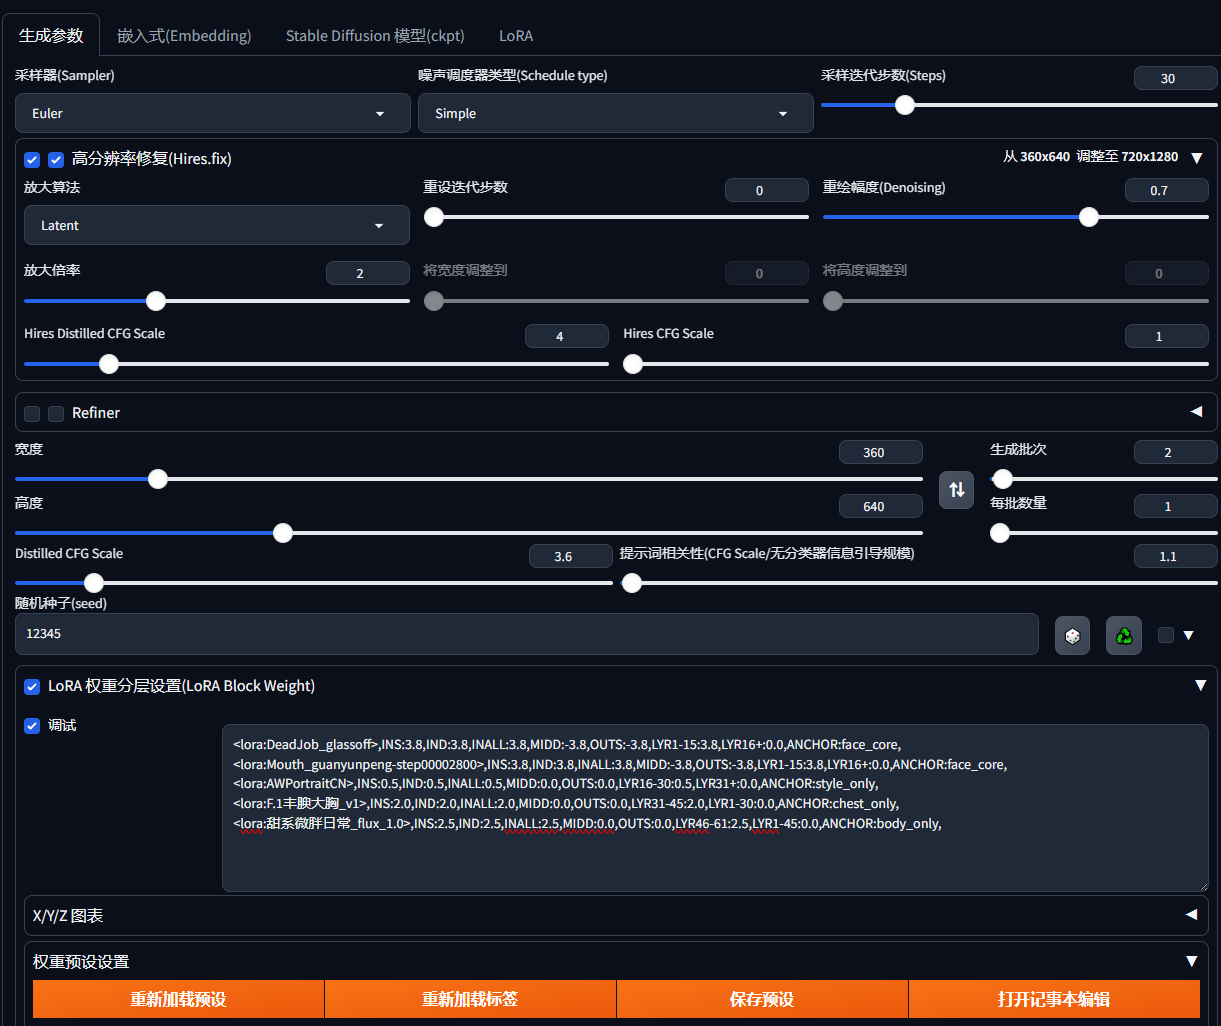 生成参数 嵌入式(Embedding) Stable Diffusion 模型(ckpt) LoRA
采样器(Sampler) 噪声调度器类型(Schedule type) 采样迭代步数(Steps) 30
Euler Simple
高分辨率修复(Hires.fix) 从 360x640 调整至 720x1280
放大算法 重设迭代步数 0 重绘幅度(Denoising) 0.7
Latent
放大倍率 2 将宽度调整到 0 将高度调整到 0
Hires Distilled CFG Scale 4 Hires CFG Scale 1
Refiner
宽度 360 生成批次 2
高度 640 每批数量 1
Distilled CFG Scale 3.6 提示词相关性(CFG Scale/无分类器信息引导规模) 1.1
随机种子(seed)
12345
LoRA 权重分层设置(LoRA Block Weight)
调试
<lora:DeadJob_glassoff>,INS:3.8,IND:3.8,INALL:3.8,MIDD:-3.8,OUTS:-3.8,LYR1-15:3.8,LYR16+:0.0,ANCHOR:face_core,
<lora:Mouth_guanyunpeng-step00002800>,INS:3.8,IND:3.8,INALL:3.8,MIDD:-3.8,OUTS:-3.8,LYR1-15:3.8,LYR16+:0.0,ANCHOR:face_core,
<lora:AWPortraitCN>,INS:0.5,IND:0.5,INALL:0.5,MIDD:0.0,OUTS:0.0,LYR16-30:0.5,LYR31+:0.0,ANCHOR:style_only,
<lora:F.1丰腴大胸_v1>,INS:2.0,IND:2.0,INALL:2.0,MIDD:0.0,OUTS:0.0,LYR31-45:2.0,LYR1-30:0.0,ANCHOR:chest_only,
<lora:甜系微胖日常_flux_1.0>,INS:2.5,IND:2.5,INALL:2.5,MIDD:0.0,OUTS:0.0,LYR46-61:2.5,LYR1-45:0.0,ANCHOR:body_only,
X/Y/Z 图表
权重预设设置
重新加载预设 重新加载标签 保存预设 打开记事本编辑